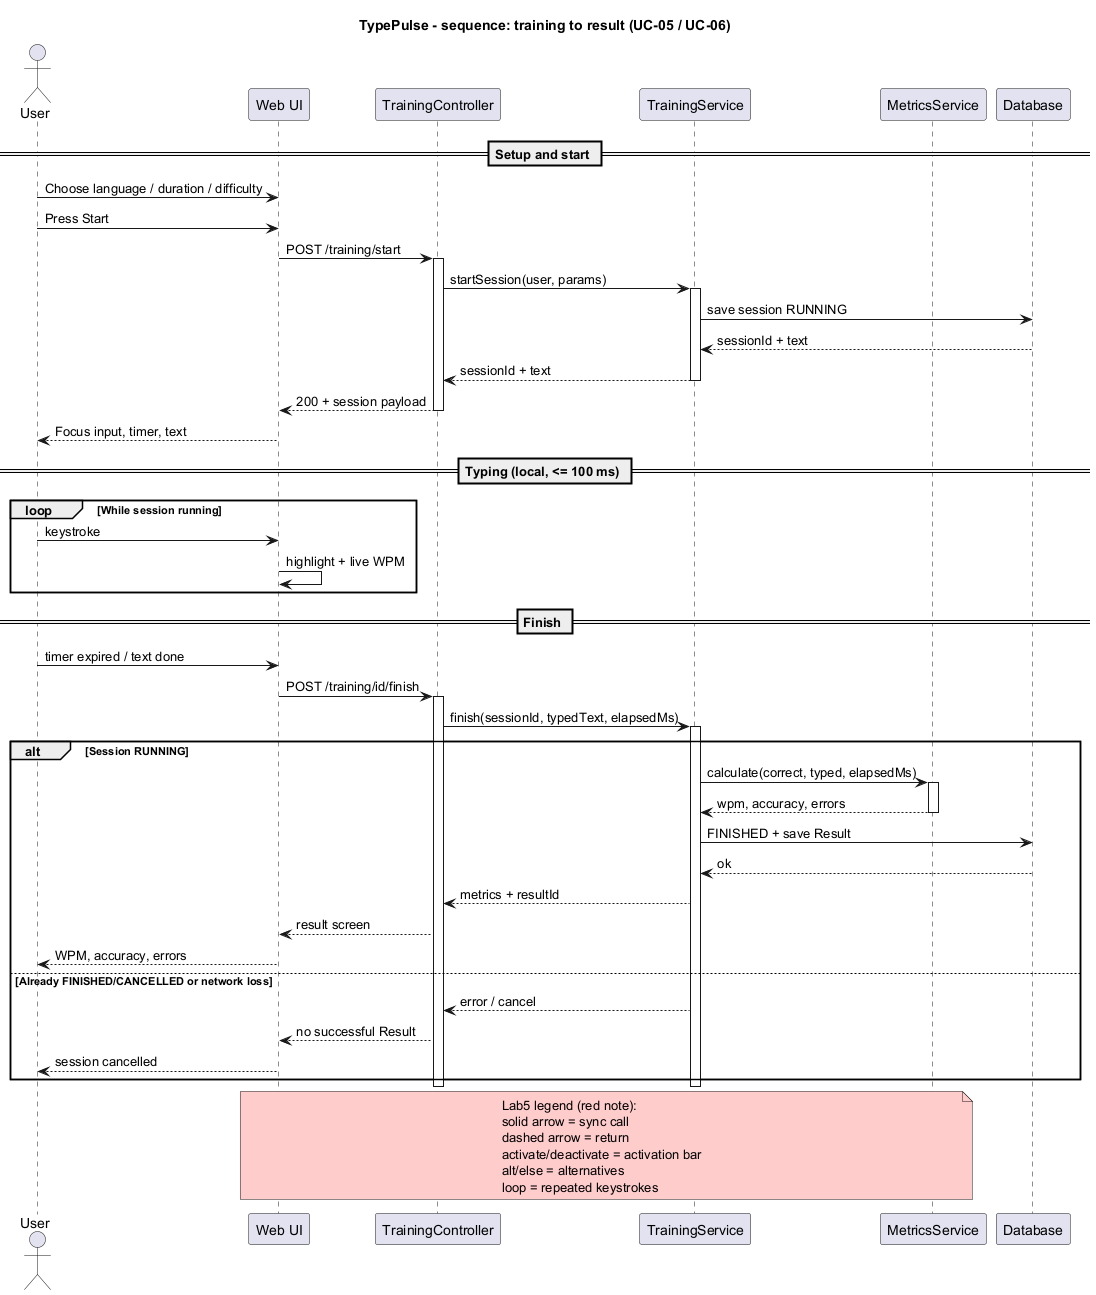 TypePulse - sequence: training to result (UC-05 / UC-06)
User
Web UI
TrainingController
TrainingService
MetricsService
Database
Setup and start
Choose language / duration / difficulty
Press Start
POST /training/start
startSession(user, params)
save session RUNNING
sessionId + text
sessionId + text
200 + session payload
Focus input, timer, text
Typing (local, <= 100 ms)
loop
[While session running]
keystroke
highlight + live WPM
Finish
timer expired / text done
POST /training/id/finish
finish(sessionId, typedText, elapsedMs)
alt
[Session RUNNING]
calculate(correct, typed, elapsedMs)
wpm, accuracy, errors
FINISHED + save Result
ok
metrics + resultId
result screen
WPM, accuracy, errors
[Already FINISHED/CANCELLED or network loss]
error / cancel
no successful Result
session cancelled
Lab5 legend (red note):
solid arrow = sync call
dashed arrow = return
activate/deactivate = activation bar
alt/else = alternatives
loop = repeated keystrokes
User
Web UI
TrainingController
TrainingService
MetricsService
Database